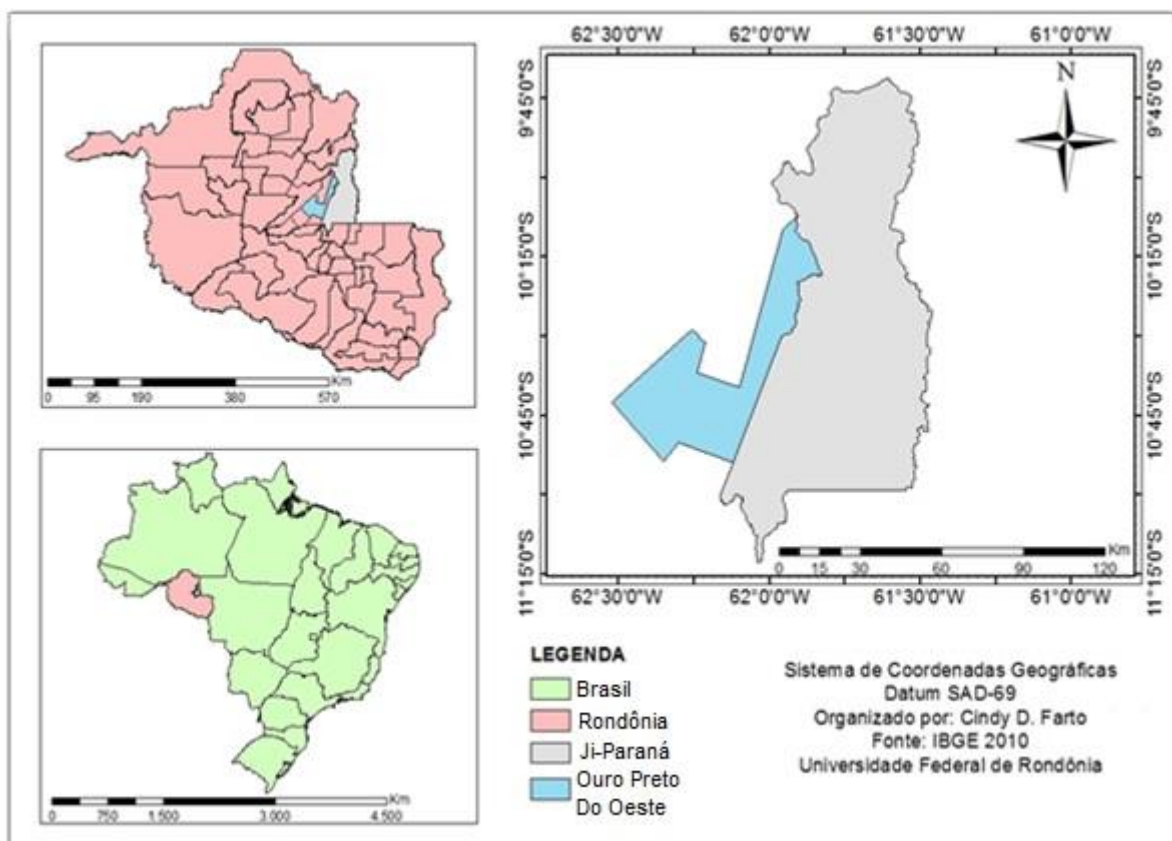 0 95 190 380 570
Km
0 750 1.500 3.000 4.500
Km
62°30'0"W 62°0'0"W 61°30'0"W 61°0'0"W
9°45'0"S
10°15'0"S
10°45'0"S
11°15'0"S
9°45'0"S
10°15'0"S
10°45'0"S
11°15'0"S
N
Km
0 15 30 60 90 120
62°30'0"W 62°0'0"W 61°30'0"W 61°0'0"W
LEGENDA
Brasil
Rondônia
Ji-Paraná
Ouro Preto
Do Oeste
Sistema de Coordenadas Geográficas
Datum SAD-69
Organizado por: Cindy D. Farto
Fonte: IBGE 2010
Universidade Federal de Rondônia